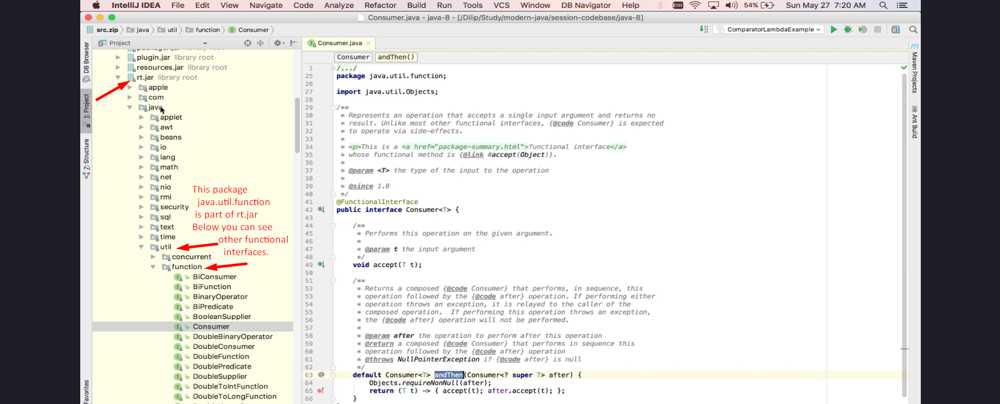 IntelliJ IDEA File Edit View Navigate Code Analyze Refactor Build Run Tools VCS Window DB Navigator Help 54% Sun May 27 7:20 AM
Consumer.java - java-8 - [/Dilip/Study/modern-java/session-codebase/java-8]
src.zip java util function Consumer ComparatorLambdaExample
Project
Consumer.java
Consumer andThen()
DB Browser
1: Project
Z: Structure
Favorites
plugin.jar library root
resources.jar library root
rt.jar library root
apple
com
java
applet
awt
beans
io
lang
math
net
nio
rmi
security
sql
text
time
util
concurrent
function
BiConsumer
BiFunction
BinaryOperator
BiPredicate
BooleanSupplier
Consumer
DoubleBinaryOperator
DoubleConsumer
DoubleFunction
DoublePredicate
DoubleSupplier
DoubleToIntFunction
DoubleToLongFunction
This package
java.util.function
is part of rt.jar
Below you can see
other functional
interfaces.
1 /.../
25 package java.util.function;
26
27 import java.util.Objects;
28
29 /**
30 * Represents an operation that accepts a single input argument and returns no
31 * result. Unlike most other functional interfaces, {@code Consumer} is expected
32 * to operate via side-effects.
33 *
34 * <p>This is a <a href="package-summary.html">functional interface</a>
35 * whose functional method is {@link #accept(Object)}.
36 *
37 * @param <T> the type of the input to the operation
38 *
39 * @since 1.8
40 */
41 @FunctionalInterface
42 public interface Consumer<T> {
43
44 /**
45 * Performs this operation on the given argument.
46 *
47 * @param t the input argument
48 */
49 void accept(T t);
50
51 /**
52 * Returns a composed {@code Consumer} that performs, in sequence, this
53 * operation followed by the {@code after} operation. If performing either
54 * operation throws an exception, it is relayed to the caller of the
55 * composed operation.  If performing this operation throws an exception,
56 * the {@code after} operation will not be performed.
57 *
58 * @param after the operation to perform after this operation
59 * @return a composed {@code Consumer} that performs in sequence this
60 * operation followed by the {@code after} operation
61 * @throws NullPointerException if {@code after} is null
62 */
63 @ default Consumer<T> andThen(Consumer<? super T> after) {
64 Objects.requireNonNull(after);
65 return (T t) -> { accept(t); after.accept(t); };
66 }
Maven Projects
Ant Build